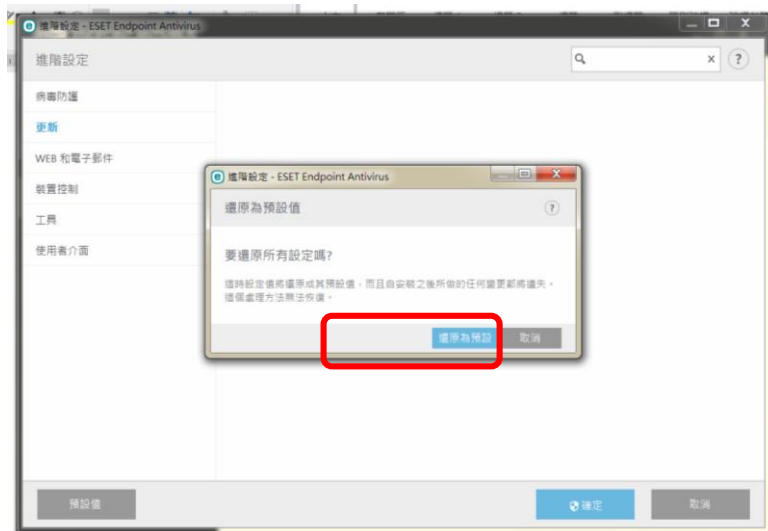 進階設定 - ESET Endpoint Antivirus
進階設定
病毒防護
更新
WEB 和電子郵件
裝置控制
工具
使用者介面
進階設定 - ESET Endpoint Antivirus
還原為預設值
要還原所有設定嗎?
這時設定值將還原成其預設值，而且自安裝之後所做的任何變更都將遺失。
這個處理方法無法恢復。
還原為預設 取消
預設值 確定 取消